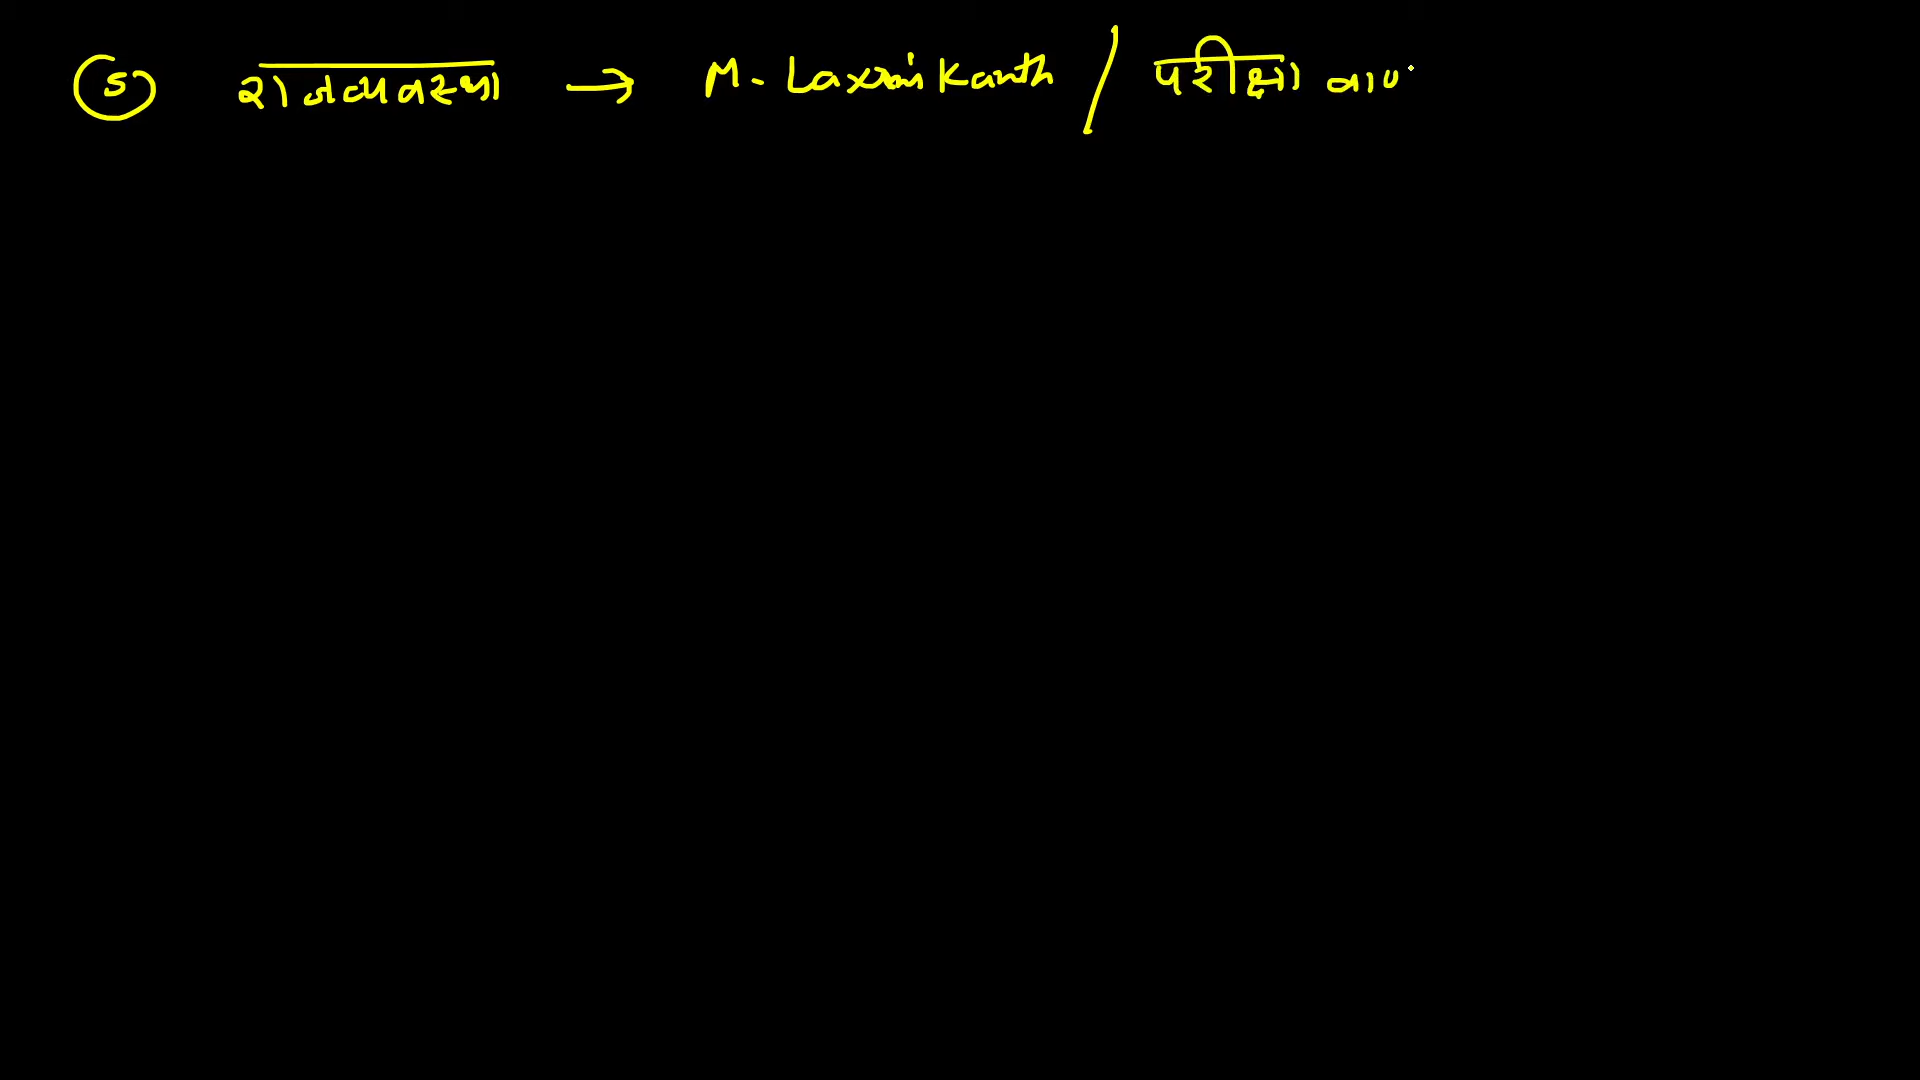 ⑤ राजव्यवस्था → M. Laxmikanth / परीक्षा वाण